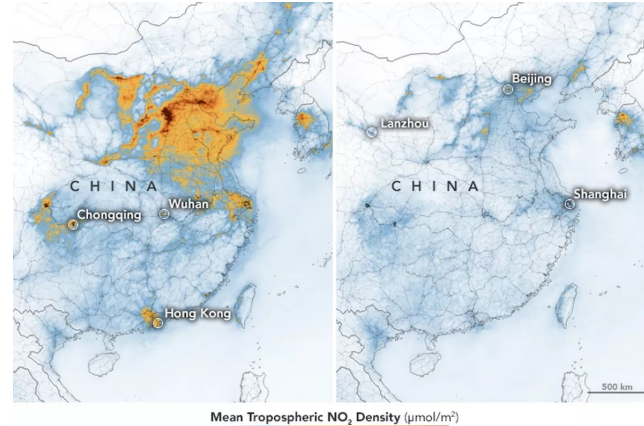 Beijing
Lanzhou
CHINA
CHINA
Chongqing
Wuhan
Shanghai
Hong Kong
500 km
Mean Tropospheric NO₂ Density (μmol/m²)